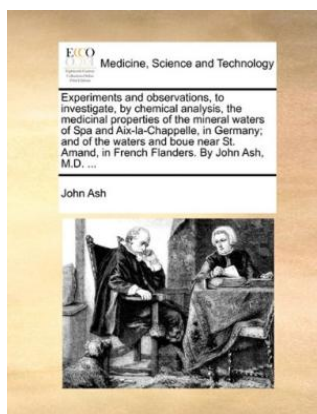 ECCO
Medicine, Science and Technology
Experiments and observations, to
investigate, by chemical analysis, the
medicinal properties of the mineral waters
of Spa and Aix-la-Chappelle, in Germany;
and of the waters and boue near St.
Amand, in French Flanders. By John Ash,
M.D. ...
John Ash